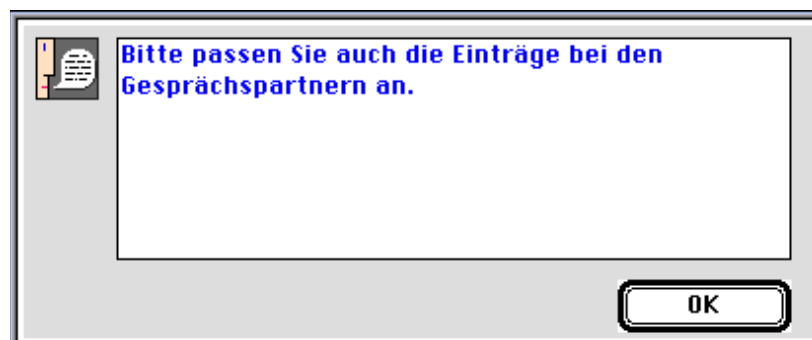 Bitte passen Sie auch die Einträge bei den
Gesprächspartnern an.
OK